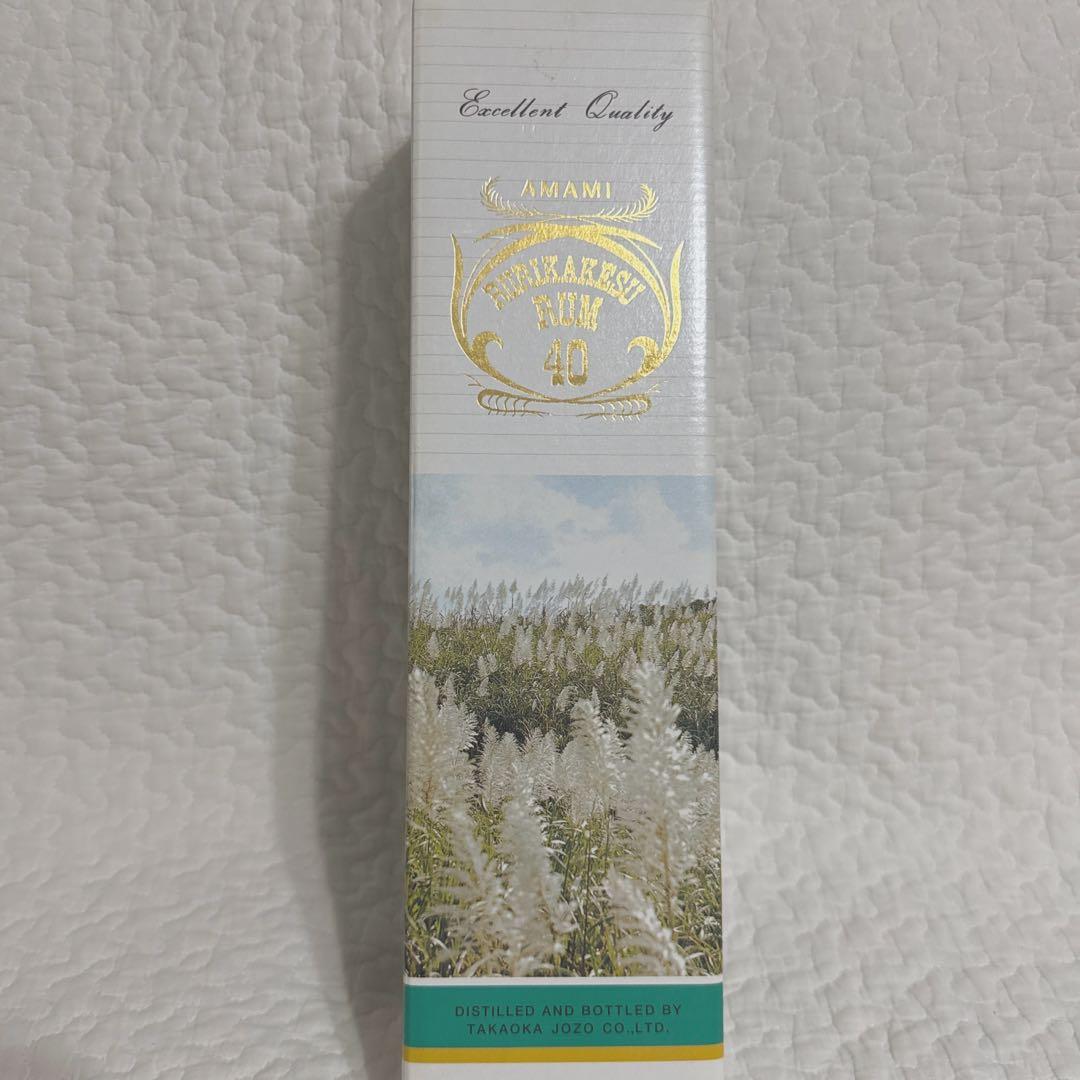 Excellent Quality
AMAMI
RURIKAKESU
RUM
40
DISTILLED AND BOTTLED BY
TAKAOKA JOZO CO.,LTD.